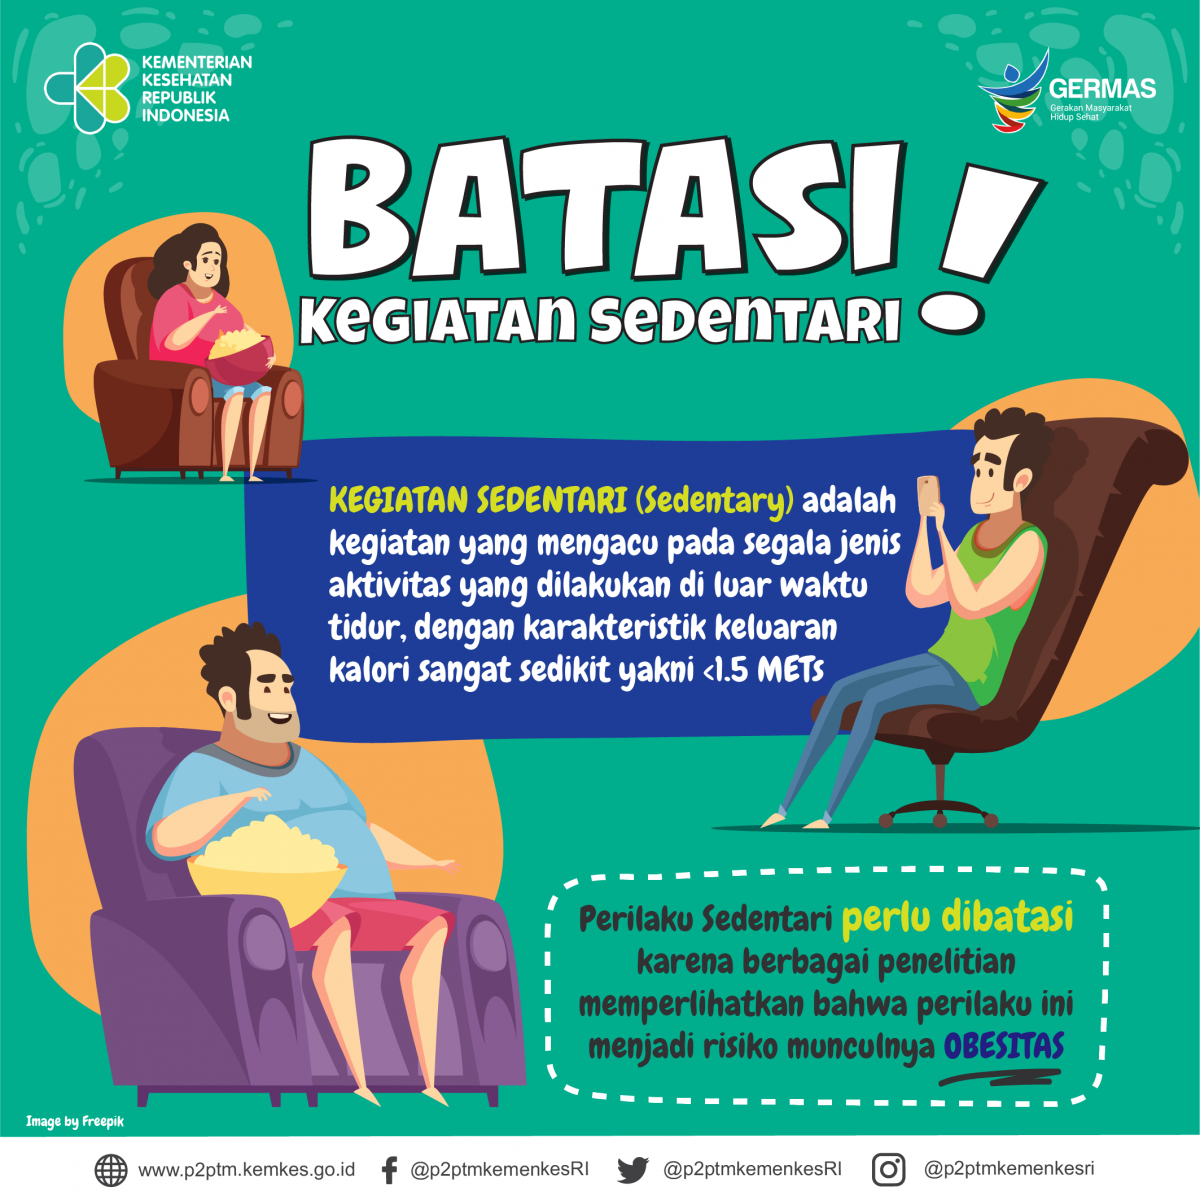 KEMENTERIAN
KESEHATAN
REPUBLIK
INDONESIA
GERMAS
Gerakan Masyarakat
Hidup Sehat
BATASI !
KEGIATAN SEDENTARI
KEGIATAN SEDENTARI (Sedentary) adalah
kegiatan yang mengacu pada segala jenis
aktivitas yang dilakukan di luar waktu
tidur, dengan karakteristik keluaran
kalori sangat sedikit yakni <1.5 METs
Perilaku Sedentari perlu dibatasi
karena berbagai penelitian
memperlihatkan bahwa perilaku ini
menjadi risiko munculnya OBESITAS
Image by Freepik
www.p2ptm.kemkes.go.id @p2ptmkemenkesRI @p2ptmkemenkesRI @p2ptmkemenkesri